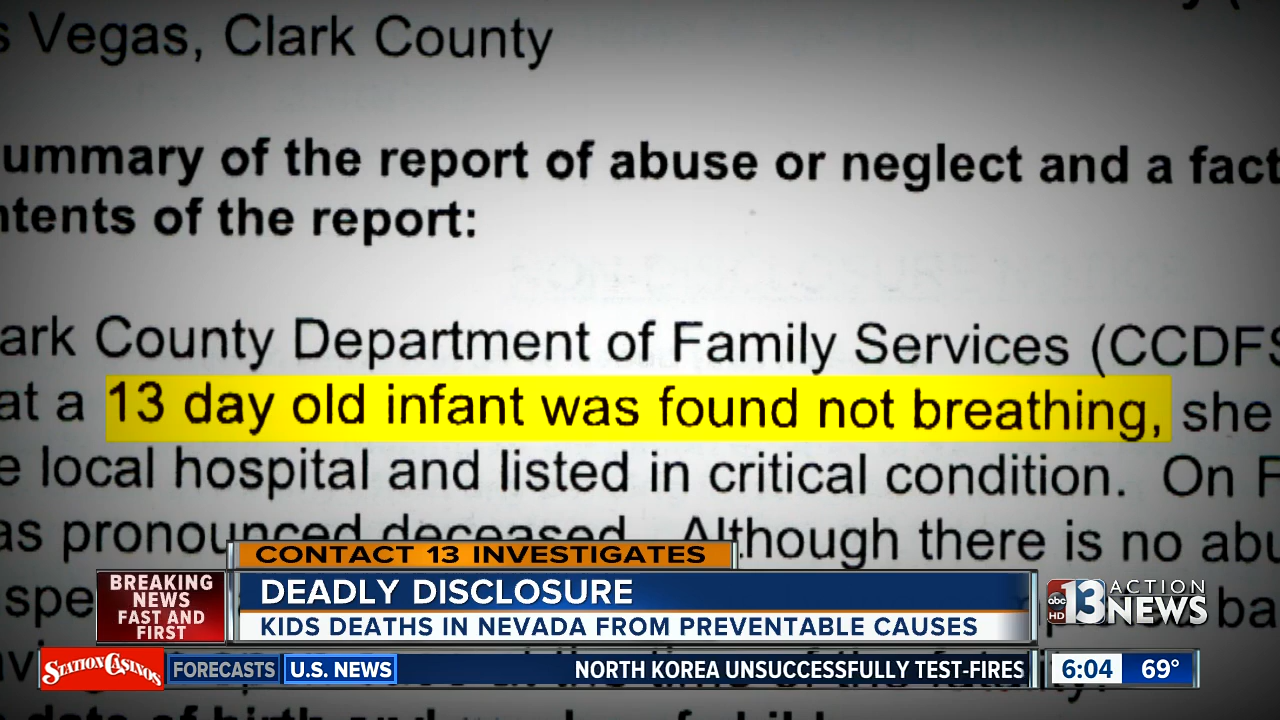 s Vegas, Clark County
ummary of the report of abuse or neglect and a fact
ntents of the report:
ark County Department of Family Services (CCDFS
at a 13 day old infant was found not breathing, she
e local hospital and listed in critical condition. On F
as pronounced deceased. Although there is no abu
CONTACT 13 INVESTIGATES
BREAKING NEWS FAST AND FIRST
DEADLY DISCLOSURE
KIDS DEATHS IN NEVADA FROM PREVENTABLE CAUSES
abc HD 13 ACTION NEWS
spe
ba
STATION CASINOS
FORECASTS
U.S. NEWS
NORTH KOREA UNSUCCESSFULLY TEST-FIRES
6:04
69°